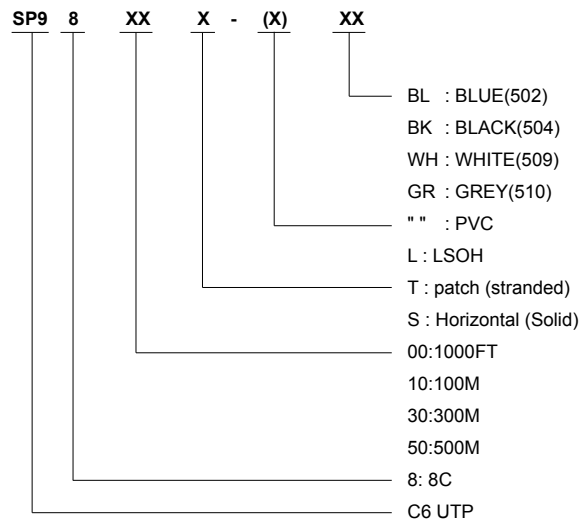 SP9 8 XX X - (X) XX
BL : BLUE(502)
BK : BLACK(504)
WH : WHITE(509)
GR : GREY(510)
" " : PVC
L : LSOH
T : patch (stranded)
S : Horizontal (Solid)
00:1000FT
10:100M
30:300M
50:500M
8: 8C
C6 UTP